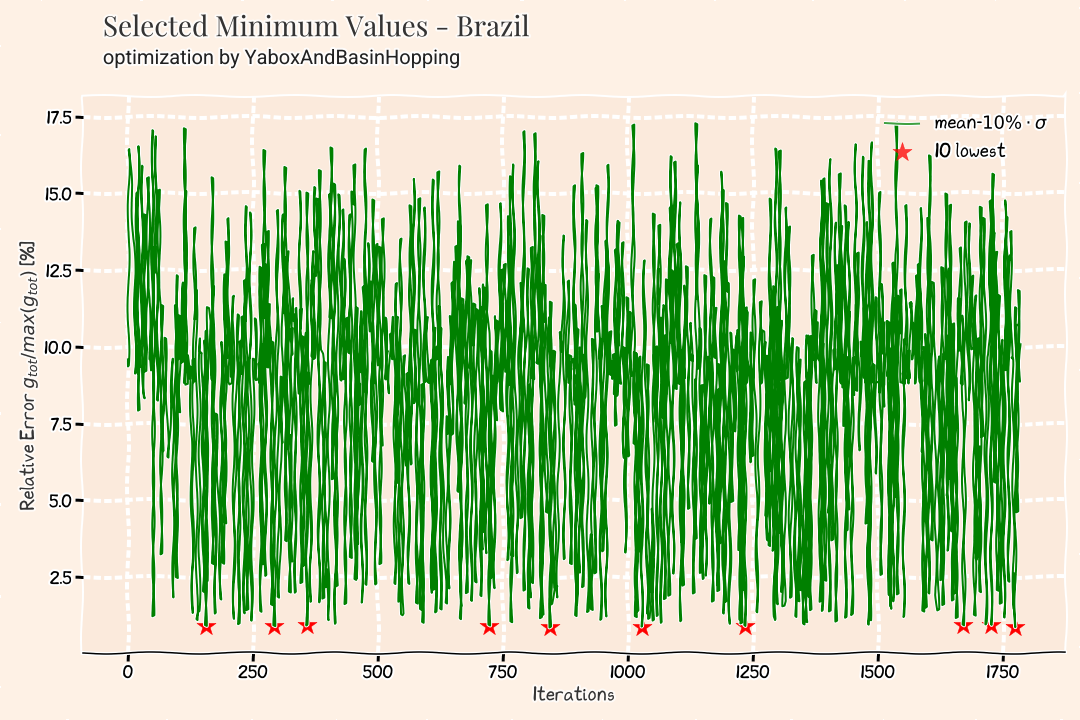 Selected Minimum Values - Brazil
optimization by YaboxAndBasinHopping
17.5
15.0
12.5
10.0
7.5
5.0
2.5
Relative Error g_tot/max(g_tot) [%]
mean-10% · σ
10 lowest
0 250 500 750 1000 1250 1500 1750
Iterations